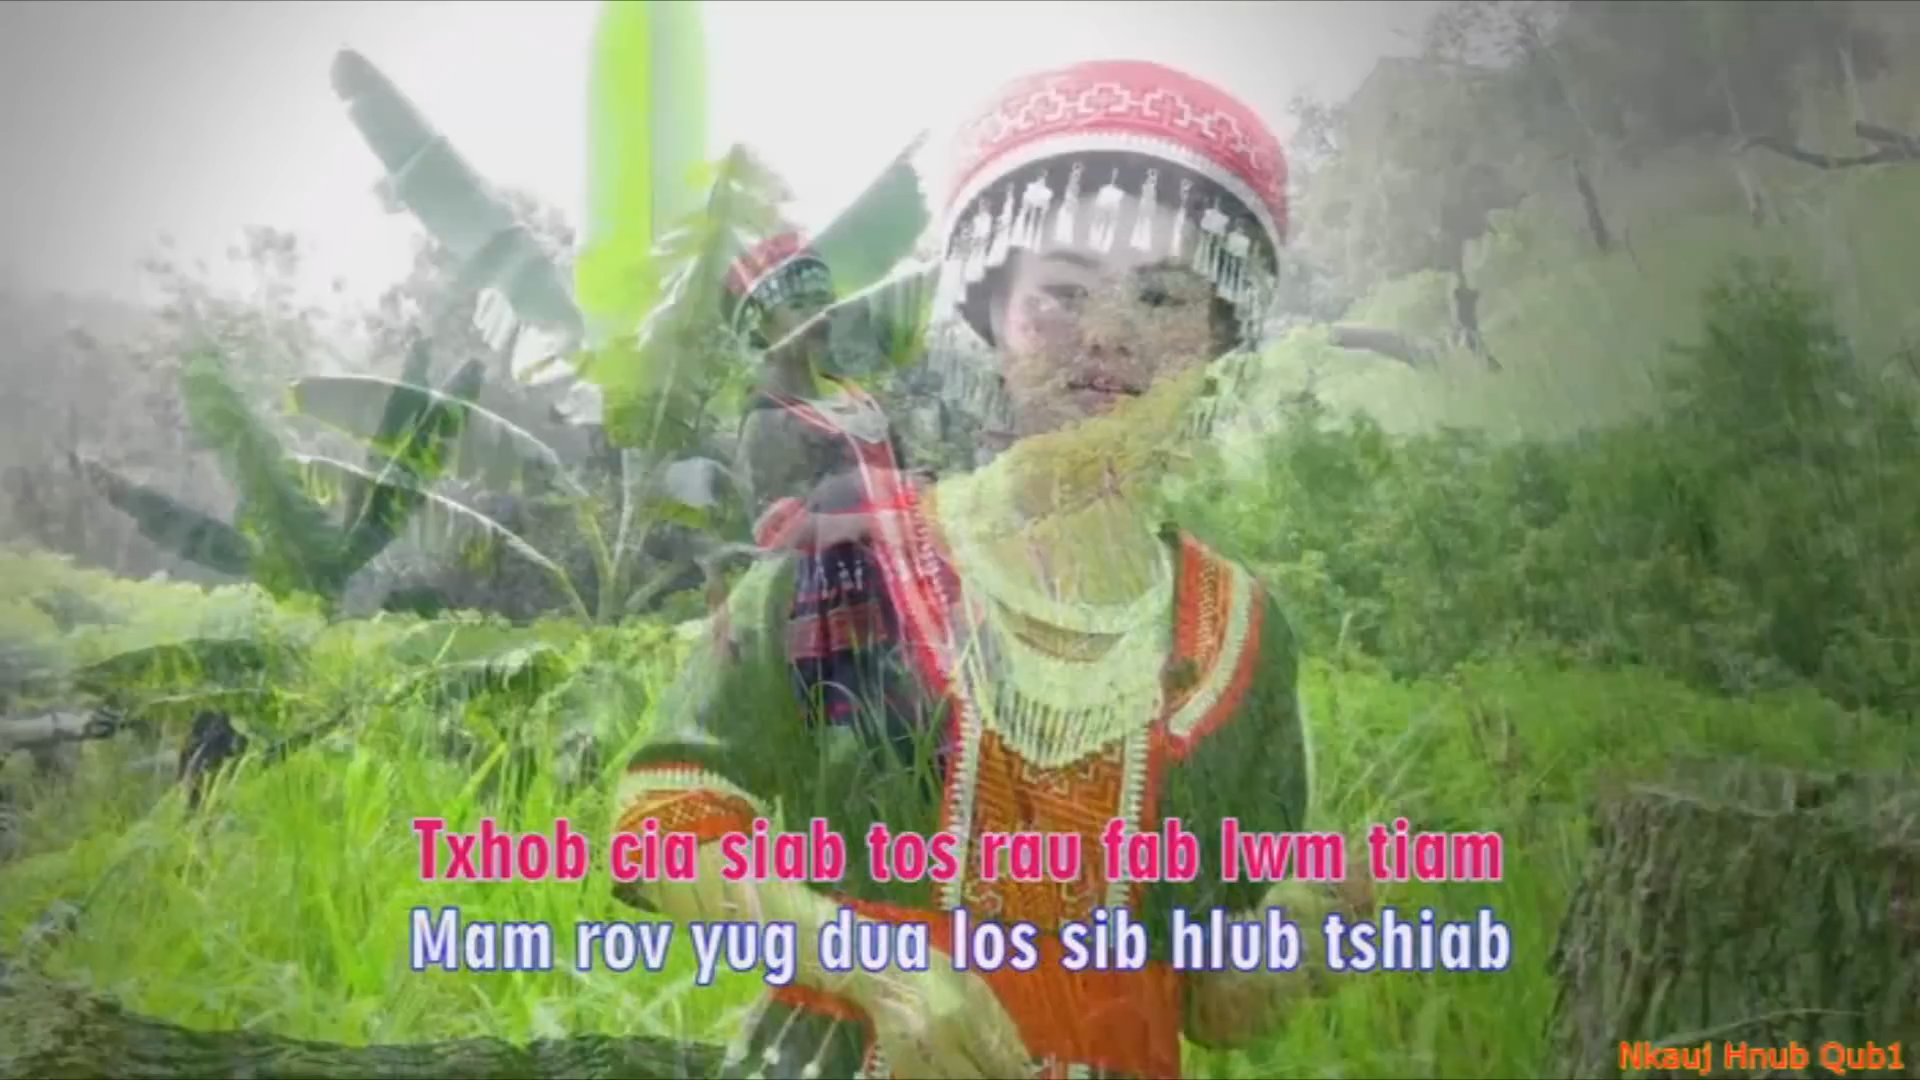 Txhob cia siab tos rau fab lwm tiam
Mam rov yug dua los sib hlub tshiab
Nkauj Hnub Qub1